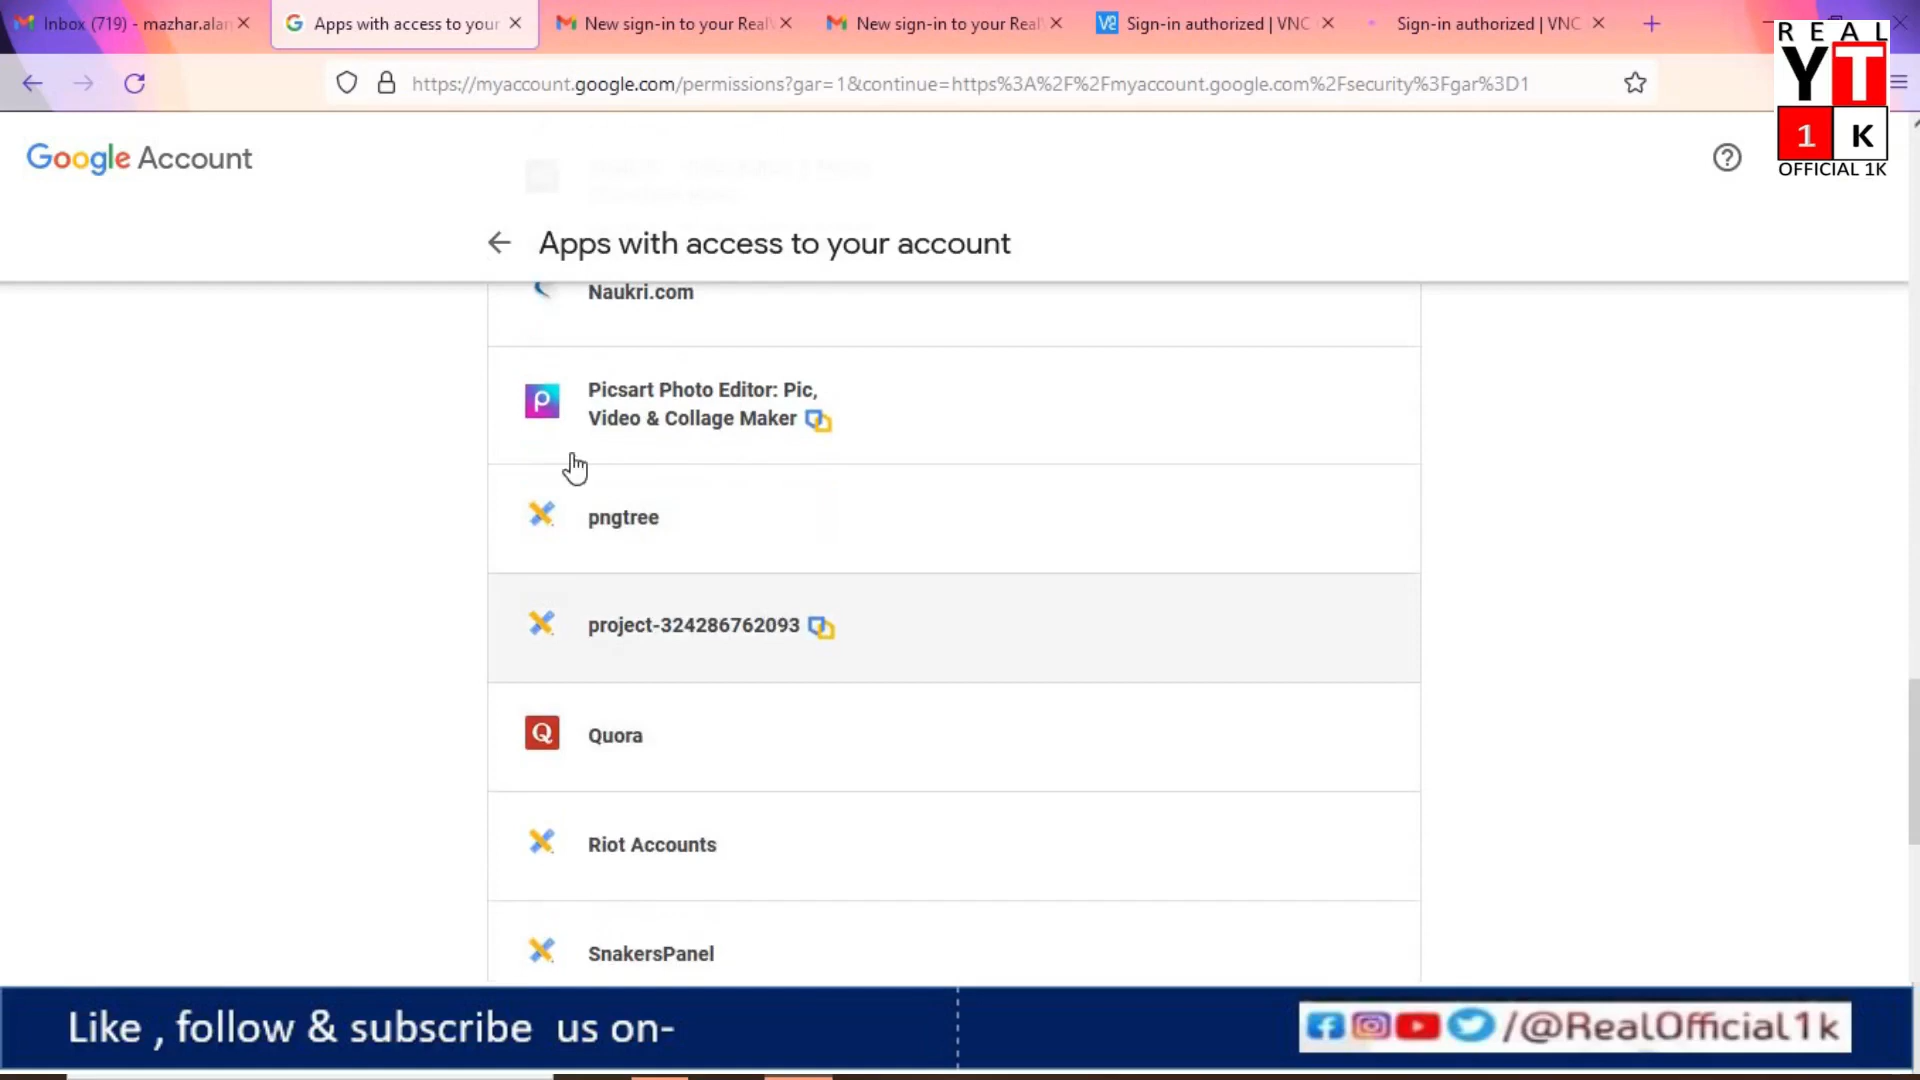 Inbox (719) - mazhar.alan
Apps with access to your
New sign-in to your Real
New sign-in to your Real
Sign-in authorized | VNC
Sign-in authorized | VNC
https://myaccount.google.com/permissions?gar=1&continue=https%3A%2F%2Fmyaccount.google.com%2Fsecurity%3Fgar%3D1
REAL
YT
1 K
OFFICIAL 1K
Google Account
Apps with access to your account
Naukri.com
Picsart Photo Editor: Pic,
Video & Collage Maker
pngtree
project-324286762093
Quora
Riot Accounts
SnakersPanel
Like , follow & subscribe us on-
/@RealOfficial1k